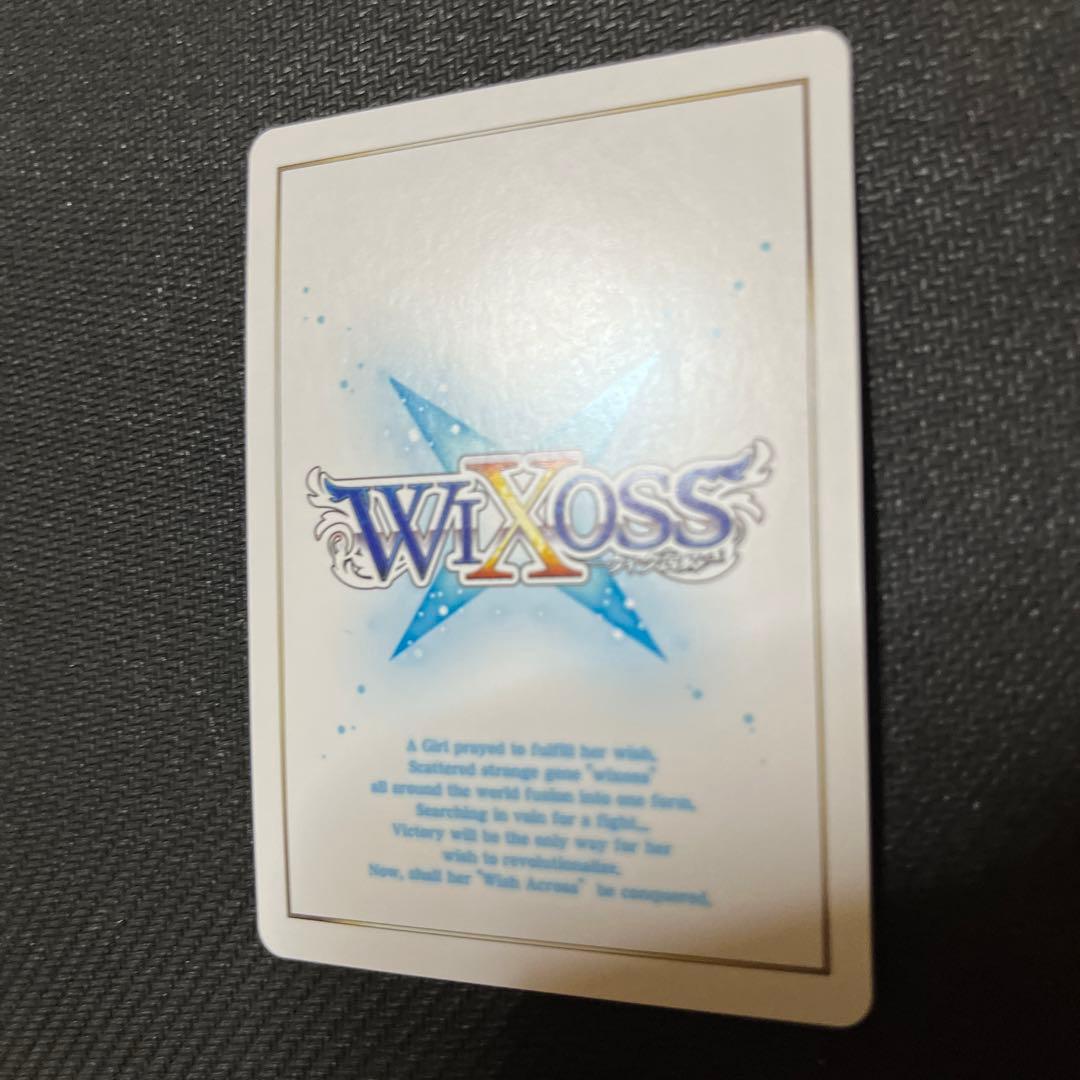 WIXOSS
ウィクロス
A Girl prayed to fulfill her wish.
Scattered strange gene "wixoss"
all around the world fusion into one form.
Searching in vain for a fight...
Victory will be the only way for her
wish to revolutionalize.
Now, shall her "Wish Across" be conquered.